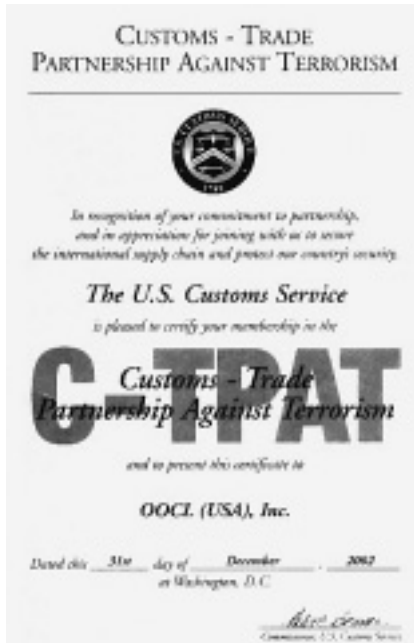 CUSTOMS - TRADE
PARTNERSHIP AGAINST TERRORISM
U.S. CUSTOMS SERVICE
1789
In recognition of your commitment to partnership,
and in appreciation for joining with us to secure
the international supply chain and protect our country's security
The U.S. Customs Service
is pleased to certify your membership in the
C-TPAT
Customs - Trade
Partnership Against Terrorism
and to present this certificate to
OOCL (USA), Inc.
Dated this 31st day of December , 2002
at Washington, D.C.
Commissioner, U.S. Customs Service